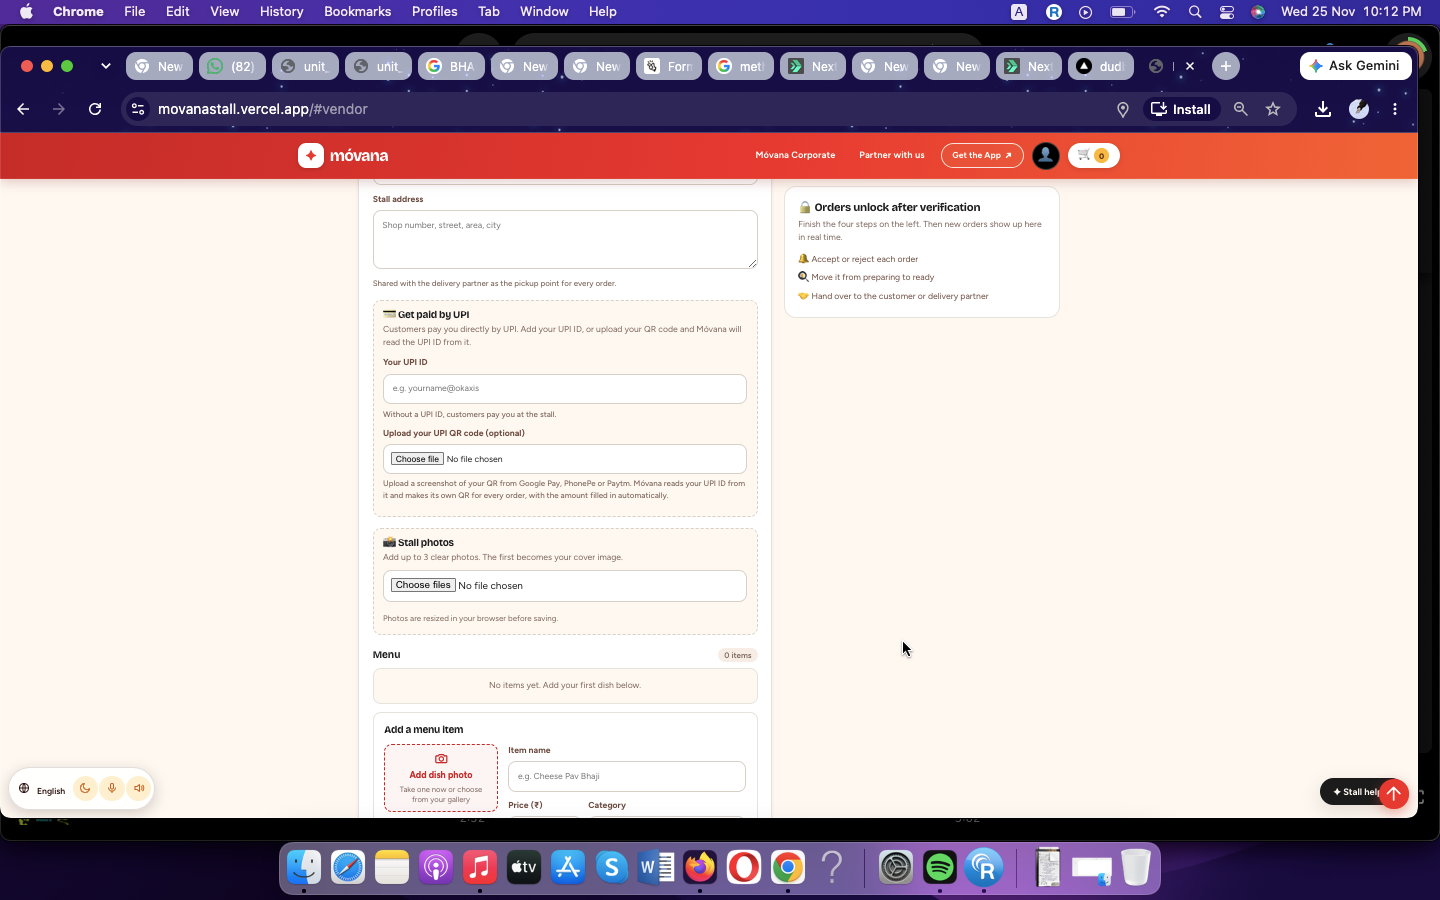 Chrome File Edit View History Bookmarks Profiles Tab Window Help A R Wed 25 Nov 10:12 PM
New (82) unit_ unit_ BHA New New Forn met Nex New New Nex dud Ask Gemini
movanastall.vercel.app/#vendor Install
móvana Móvana Corporate Partner with us Get the App ↗ 0
Stall address
Shop number, street, area, city
Shared with the delivery partner as the pickup point for every order.
Get paid by UPI
Customers pay you directly by UPI. Add your UPI ID, or upload your QR code and Móvana will
read the UPI ID from it.
Your UPI ID
e.g. yourname@okaxis
Without a UPI ID, customers pay you at the stall.
Upload your UPI QR code (optional)
Choose file No file chosen
Upload a screenshot of your QR from Google Pay, PhonePe or Paytm. Móvana reads your UPI ID from
it and makes its own QR for every order, with the amount filled in automatically.
Stall photos
Add up to 3 clear photos. The first becomes your cover image.
Choose files No file chosen
Photos are resized in your browser before saving.
Menu 0 items
No items yet. Add your first dish below.
Add a menu item
Add dish photo
Take one now or choose
from your gallery
Item name
e.g. Cheese Pav Bhaji
Price (₹) Category
Orders unlock after verification
Finish the four steps on the left. Then new orders show up here
in real time.
Accept or reject each order
Move it from preparing to ready
Hand over to the customer or delivery partner
English
Stall help
tv